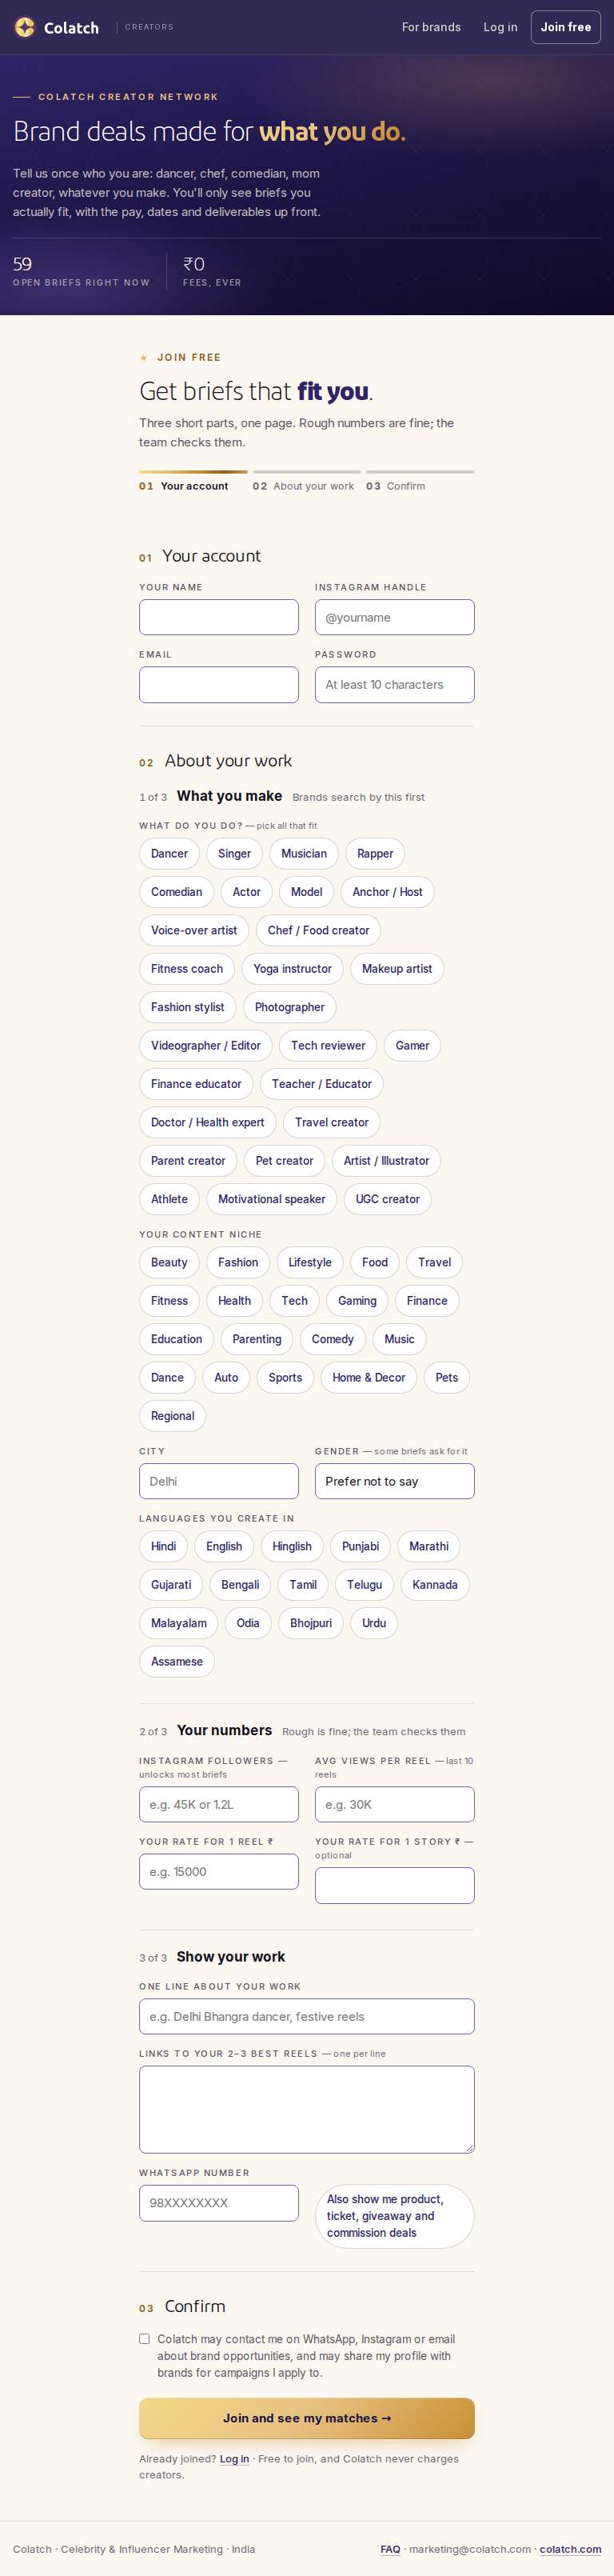 Colatch
CREATORS
For brands
Log in
Join free
COLATCH CREATOR NETWORK
Brand deals made for what you do.
Tell us once who you are: dancer, chef, comedian, mom
creator, whatever you make. You'll only see briefs you
actually fit, with the pay, dates and deliverables up front.
59
OPEN BRIEFS RIGHT NOW
₹0
FEES, EVER
★ JOIN FREE
Get briefs that fit you.
Three short parts, one page. Rough numbers are fine; the
team checks them.
01 Your account
02 About your work
03 Confirm
01 Your account
YOUR NAME
INSTAGRAM HANDLE
@yourname
EMAIL
PASSWORD
At least 10 characters
02 About your work
1 of 3 What you make Brands search by this first
WHAT DO YOU DO? — pick all that fit
Dancer Singer Musician Rapper
Comedian Actor Model Anchor / Host
Voice-over artist Chef / Food creator
Fitness coach Yoga instructor Makeup artist
Fashion stylist Photographer
Videographer / Editor Tech reviewer Gamer
Finance educator Teacher / Educator
Doctor / Health expert Travel creator
Parent creator Pet creator Artist / Illustrator
Athlete Motivational speaker UGC creator
YOUR CONTENT NICHE
Beauty Fashion Lifestyle Food Travel
Fitness Health Tech Gaming Finance
Education Parenting Comedy Music
Dance Auto Sports Home & Decor Pets
Regional
CITY
Delhi
GENDER — some briefs ask for it
Prefer not to say
LANGUAGES YOU CREATE IN
Hindi English Hinglish Punjabi Marathi
Gujarati Bengali Tamil Telugu Kannada
Malayalam Odia Bhojpuri Urdu
Assamese
2 of 3 Your numbers Rough is fine; the team checks them
INSTAGRAM FOLLOWERS —
unlocks most briefs
e.g. 45K or 1.2L
AVG VIEWS PER REEL — last 10
reels
e.g. 30K
YOUR RATE FOR 1 REEL ₹
e.g. 15000
YOUR RATE FOR 1 STORY ₹ —
optional
3 of 3 Show your work
ONE LINE ABOUT YOUR WORK
e.g. Delhi Bhangra dancer, festive reels
LINKS TO YOUR 2–3 BEST REELS — one per line
WHATSAPP NUMBER
98XXXXXXXX
Also show me product,
ticket, giveaway and
commission deals
03 Confirm
Colatch may contact me on WhatsApp, Instagram or email
about brand opportunities, and may share my profile with
brands for campaigns I apply to.
Join and see my matches →
Already joined? Log in · Free to join, and Colatch never charges
creators.
Colatch · Celebrity & Influencer Marketing · India
FAQ · marketing@colatch.com · colatch.com